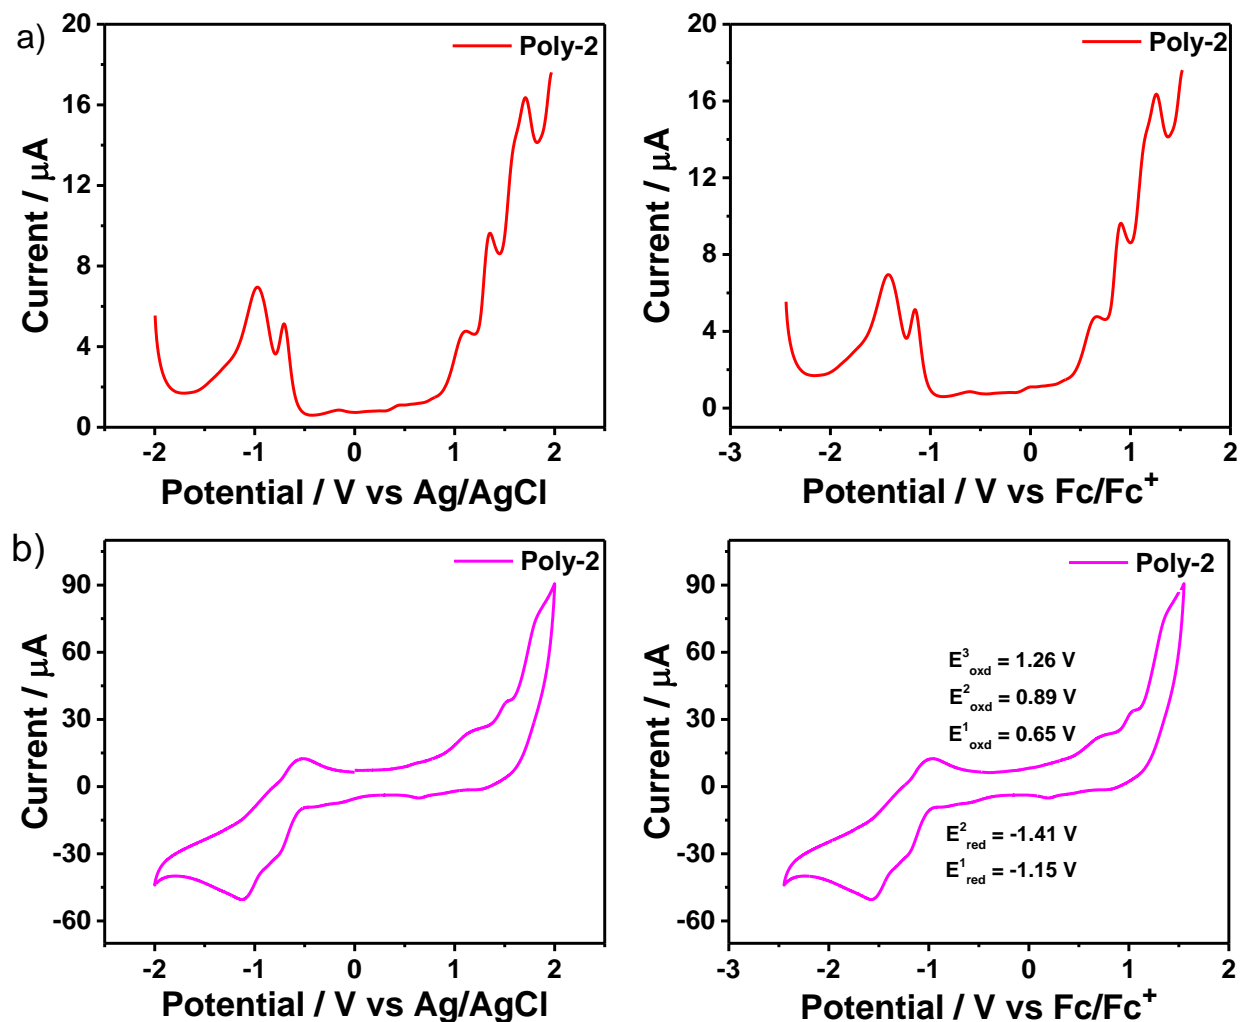 a)
Poly-2
20
16
12
8
4
0
Current / μA
-2
-1
0
1
2
Potential / V vs Ag/AgCl
Poly-2
20
16
12
8
4
0
Current / μA
-3
-2
-1
0
1
2
Potential / V vs Fc/Fc⁺
b)
Poly-2
90
60
30
0
-30
-60
Current / μA
-2
-1
0
1
2
Potential / V vs Ag/AgCl
Poly-2
90
60
30
0
-30
-60
Current / μA
E³oxd = 1.26 V
E²oxd = 0.89 V
E¹oxd = 0.65 V
E²red = -1.41 V
E¹red = -1.15 V
-3
-2
-1
0
1
2
Potential / V vs Fc/Fc⁺